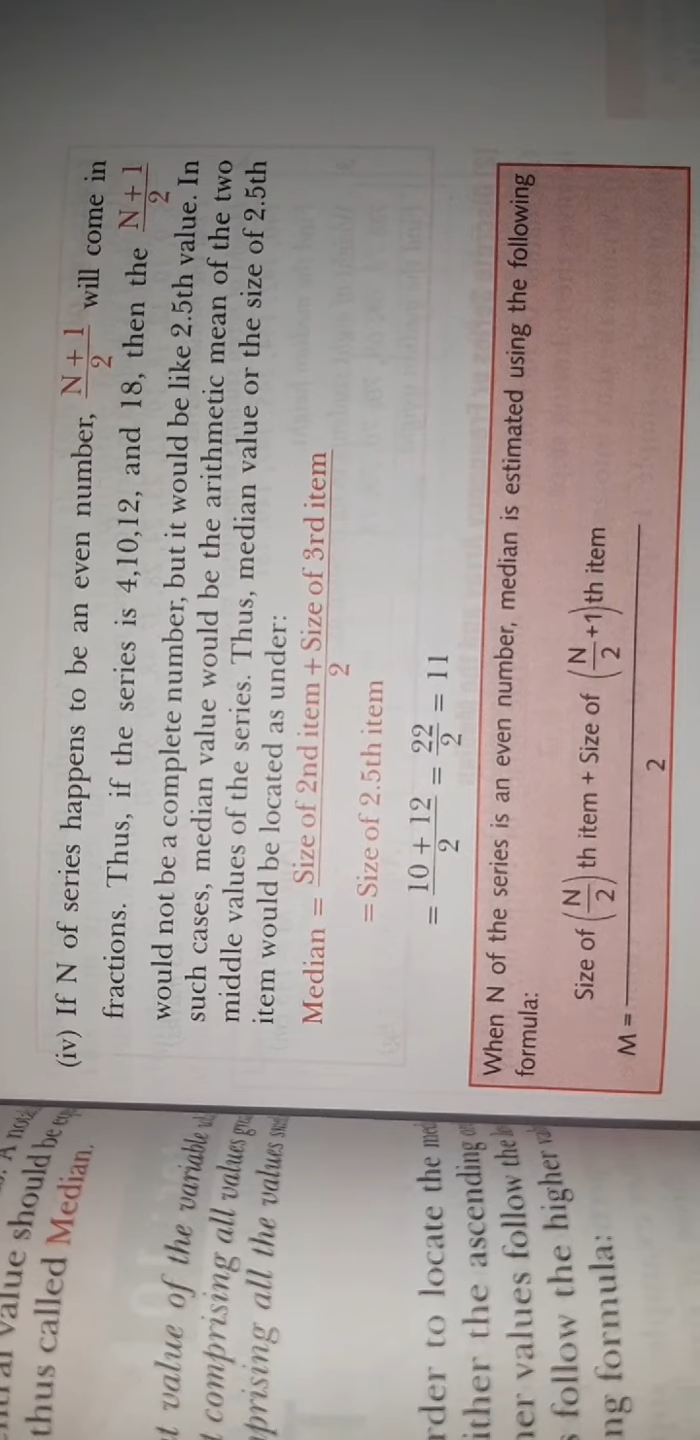 value should be
thus called Median.
t value of the variable
comprising all values
prising all the values
rder to locate the
ither the ascending
er values follow the
follow the higher
ng formula:
(iv) If N of series happens to be an even number, N + 1/2 will come in
fractions. Thus, if the series is 4,10,12, and 18, then the N + 1/2
would not be a complete number, but it would be like 2.5th value. In
such cases, median value would be the arithmetic mean of the two
middle values of the series. Thus, median value or the size of 2.5th
item would be located as under:
Median = Size of 2nd item + Size of 3rd item/2
= Size of 2.5th item
= 10 + 12/2 = 22/2 = 11
When N of the series is an even number, median is estimated using the following
formula:
M = Size of (N/2) th item + Size of (N/2 +1) th item/2